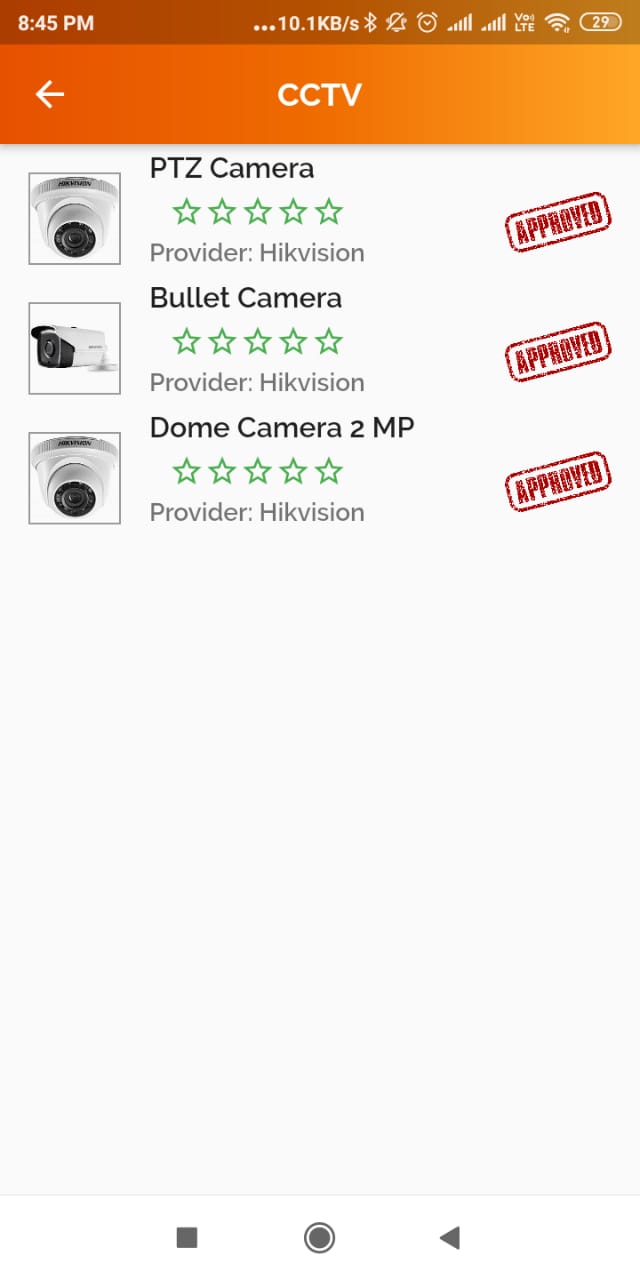 8:45 PM ...10.1KB/s Vo) LTE 29
CCTV
HIKVISION
PTZ Camera
Provider: Hikvision
APPROVED
Bullet Camera
Provider: Hikvision
APPROVED
HIKVISION
Dome Camera 2 MP
Provider: Hikvision
APPROVED